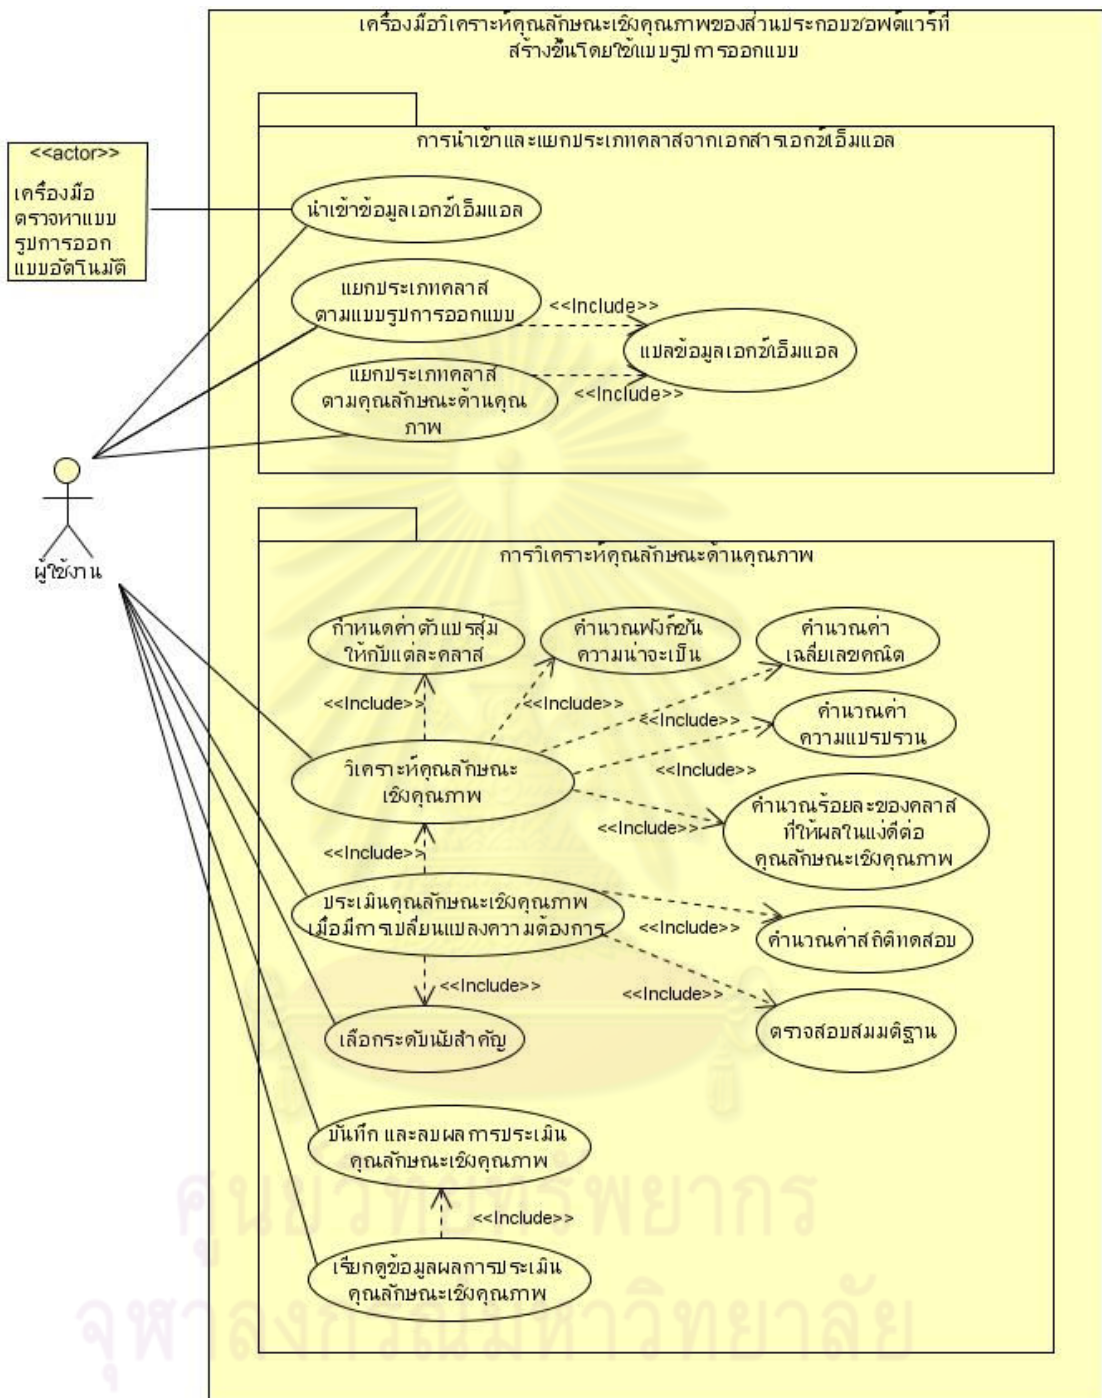 เครื่องมือวิเคราะห์คุณลักษณะเชิงคุณภาพของส่วนประกอบซอฟต์แวร์ที่
สร้างขึ้นโดยใช้แบบรูปการออกแบบ
การนำเข้าและแยกประเภทคลาสจากเอกสารเอกซ์เอ็มแอล
<<actor>>
เครื่องมือ
ตรวจหาแบบ
รูปการออก
แบบอัตโนมัติ
นำเข้าข้อมูลเอกซ์เอ็มแอล
แยกประเภทคลาส
ตามแบบรูปการออกแบบ
<<Include>>
แปลข้อมูลเอกซ์เอ็มแอล
แยกประเภทคลาส
ตามคุณลักษณะด้านคุณ
ภาพ
<<Include>>
ผู้ใช้งาน
การวิเคราะห์คุณลักษณะด้านคุณภาพ
กำหนดค่าตัวแปรสุ่ม
ให้กับแต่ละคลาส
คำนวณฟังก์ชัน
ความน่าจะเป็น
คำนวณค่า
เฉลี่ยเลขคณิต
<<Include>>
<<Include>>
<<Include>>
คำนวณค่า
ความแปรปรวน
วิเคราะห์คุณลักษณะ
เชิงคุณภาพ
<<Include>>
<<Include>>
คำนวณร้อยละของคลาส
ที่ให้ผลในแง่ดีต่อ
คุณลักษณะเชิงคุณภาพ
<<Include>>
ประเมินคุณลักษณะเชิงคุณภาพ
เมื่อมีการเปลี่ยนแปลงความต้องการ
<<Include>>
คำนวณค่าสถิติทดสอบ
<<Include>>
<<Include>>
เลือกระดับนัยสำคัญ
ตรวจสอบสมมติฐาน
บันทึก และลบผลการประเมิน
คุณลักษณะเชิงคุณภาพ
<<Include>>
เรียกดูข้อมูลผลการประเมิน
คุณลักษณะเชิงคุณภาพ
ศูนย์วิทยทรัพยากร
จุฬาลงกรณ์มหาวิทยาลัย